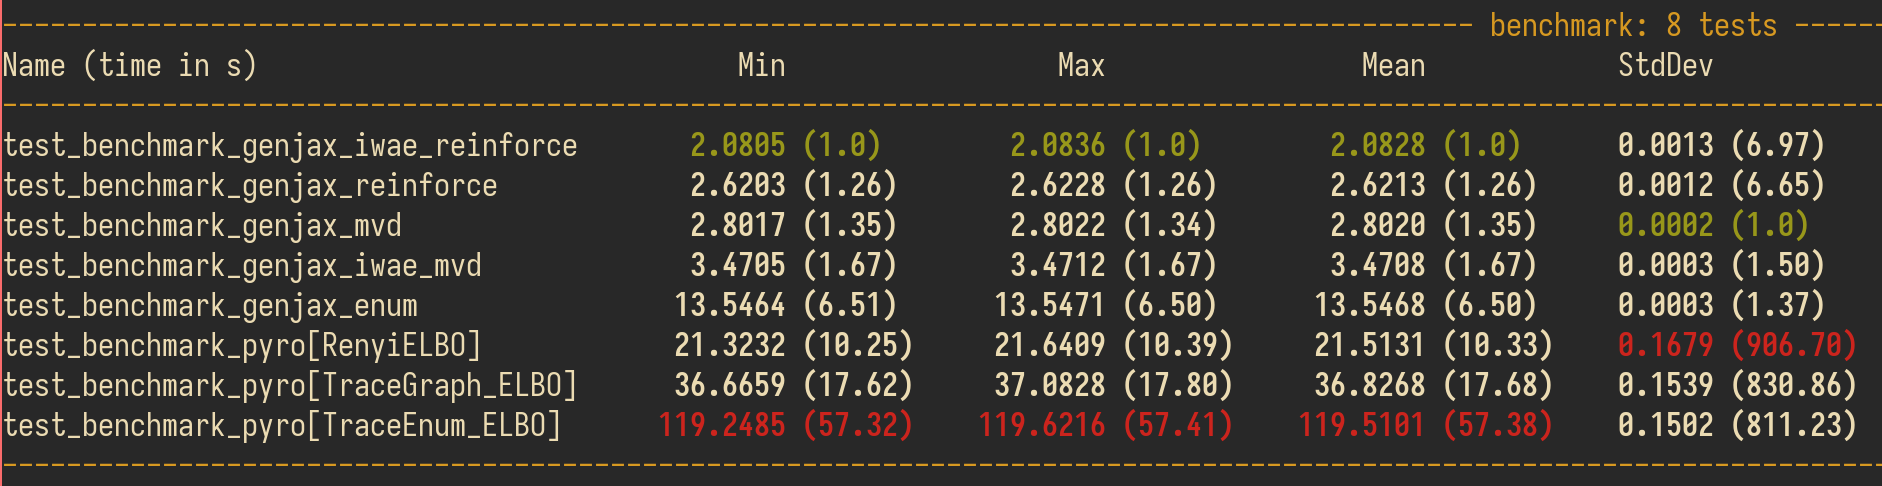 benchmark: 8 tests
Name (time in s) Min Max Mean StdDev
test_benchmark_genjax_iwae_reinforce 2.0805 (1.0) 2.0836 (1.0) 2.0828 (1.0) 0.0013 (6.97)
test_benchmark_genjax_reinforce 2.6203 (1.26) 2.6228 (1.26) 2.6213 (1.26) 0.0012 (6.65)
test_benchmark_genjax_mvd 2.8017 (1.35) 2.8022 (1.34) 2.8020 (1.35) 0.0002 (1.0)
test_benchmark_genjax_iwae_mvd 3.4705 (1.67) 3.4712 (1.67) 3.4708 (1.67) 0.0003 (1.50)
test_benchmark_genjax_enum 13.5464 (6.51) 13.5471 (6.50) 13.5468 (6.50) 0.0003 (1.37)
test_benchmark_pyro[RenyiELBO] 21.3232 (10.25) 21.6409 (10.39) 21.5131 (10.33) 0.1679 (906.70)
test_benchmark_pyro[TraceGraph_ELBO] 36.6659 (17.62) 37.0828 (17.80) 36.8268 (17.68) 0.1539 (830.86)
test_benchmark_pyro[TraceEnum_ELBO] 119.2485 (57.32) 119.6216 (57.41) 119.5101 (57.38) 0.1502 (811.23)